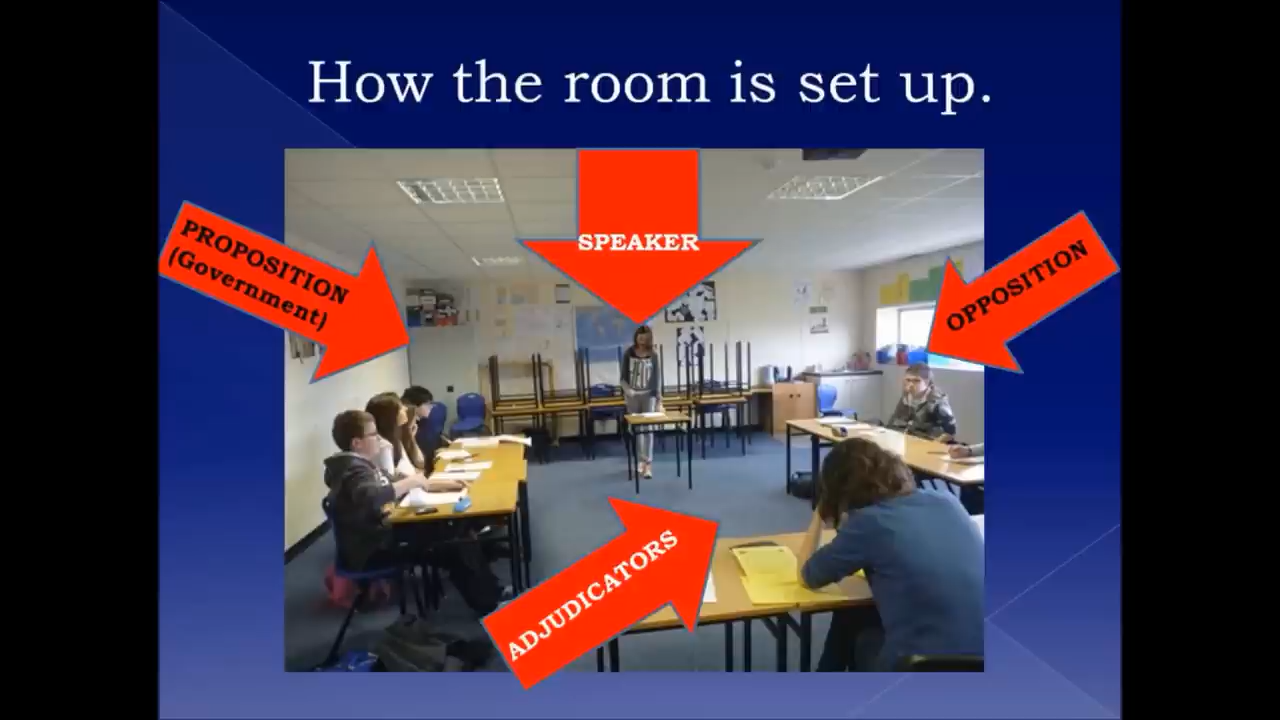 How the room is set up.
SPEAKER
PROPOSITION
(Government)
OPPOSITION
ADJUDICATORS